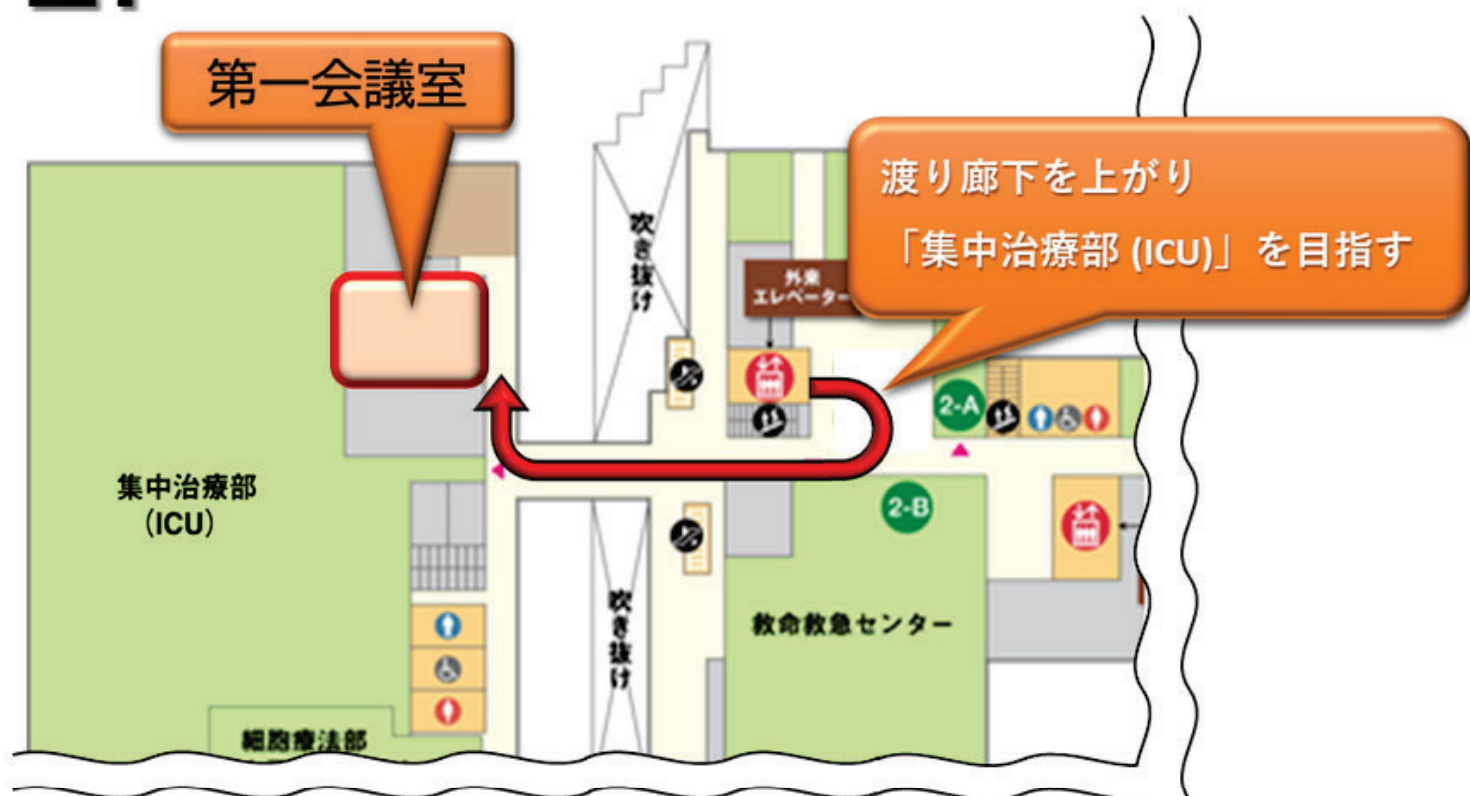 第一会議室
渡り廊下を上がり
「集中治療部 (ICU)」を目指す
吹き抜け
外来
エレベーター
2-A
2-B
集中治療部
(ICU)
救命救急センター
吹き抜け
細胞療法部